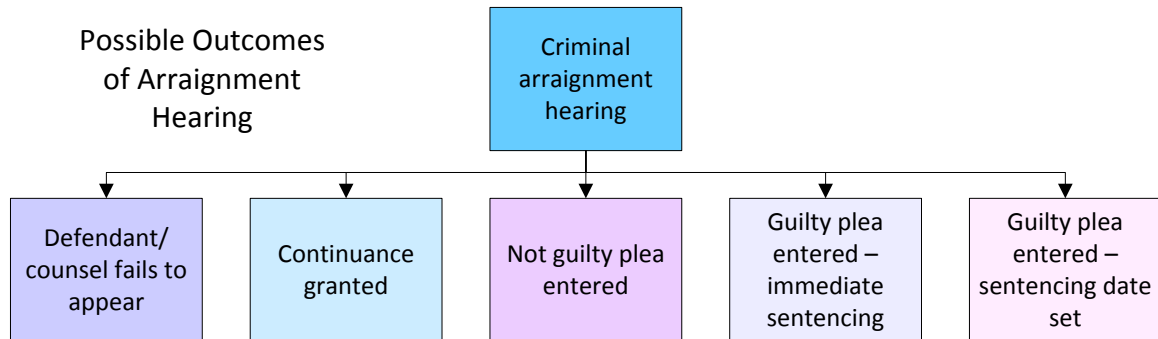 Possible Outcomes
of Arraignment
Hearing
Criminal
arraignment
hearing
Defendant/
counsel fails to
appear
Continuance
granted
Not guilty plea
entered
Guilty plea
entered –
immediate
sentencing
Guilty plea
entered –
sentencing date
set